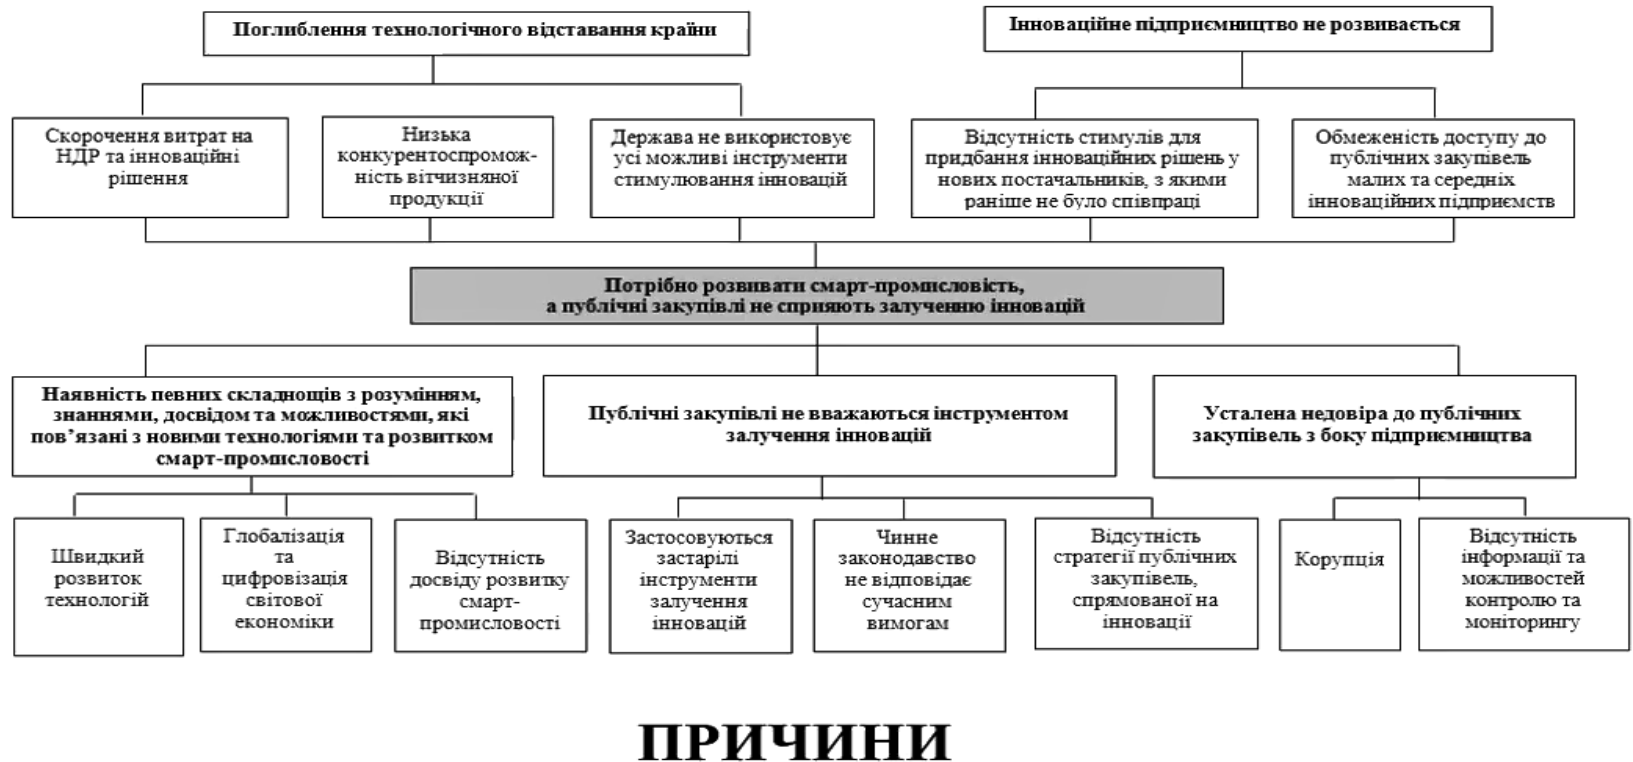 Поглиблення технологічного відставання країни
Інноваційне підприємництво не розвивається
Скорочення витрат на
НДР та інноваційні
рішення
Низька
конкурентоспромож-
ність вітчизняної
продукції
Держава не використовує
усі можливі інструменти
стимулювання інновацій
Відсутність стимулів для
придбання інноваційних рішень у
нових постачальників, з якими
раніше не було співпраці
Обмеженість доступу до
публічних закупівель
малих та середніх
інноваційних підприємств
Потрібно розвивати смарт-промисловість,
а публічні закупівлі не сприяють залученню інновацій
Наявність певних складнощів з розумінням,
знаннями, досвідом та можливостями, які
пов’язані з новими технологіями та розвитком
смарт-промисловості
Публічні закупівлі не вважаються інструментом
залучення інновацій
Усталена недовіра до публічних
закупівель з боку підприємництва
Швидкий
розвиток
технологій
Глобалізація
та
цифровізація
світової
економіки
Відсутність
досвіду розвитку
смарт-
промисловості
Застосовуються
застарілі
інструменти
залучення
інновацій
Чинне
законодавство
не відповідає
сучасним
вимогам
Відсутність
стратегії публічних
закупівель,
спрямованої на
інновації
Корупція
Відсутність
інформації та
можливостей
контролю та
моніторингу
ПРИЧИНИ